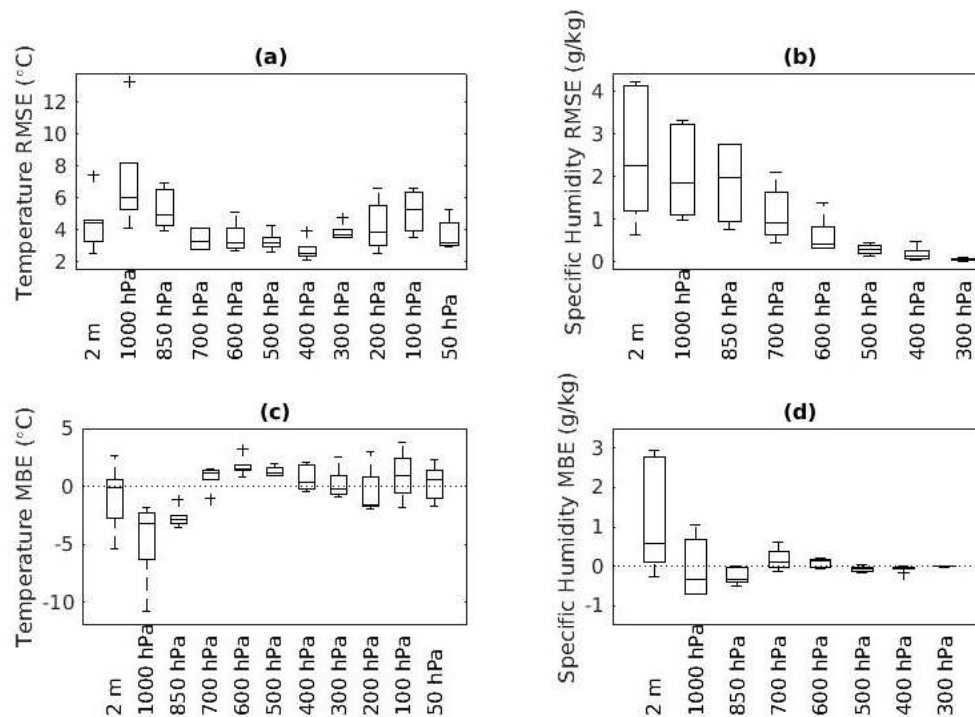 (a)
Temperature RMSE (°C)
12
10
8
6
4
2
2 m
1000 hPa
850 hPa
700 hPa
600 hPa
500 hPa
400 hPa
300 hPa
200 hPa
100 hPa
50 hPa
(b)
Specific Humidity RMSE (g/kg)
4
3
2
1
0
2 m
1000 hPa
850 hPa
700 hPa
600 hPa
500 hPa
400 hPa
300 hPa
(c)
Temperature MBE (°C)
5
0
-5
-10
2 m
1000 hPa
850 hPa
700 hPa
600 hPa
500 hPa
400 hPa
300 hPa
200 hPa
100 hPa
50 hPa
(d)
Specific Humidity MBE (g/kg)
3
2
1
0
-1
2 m
1000 hPa
850 hPa
700 hPa
600 hPa
500 hPa
400 hPa
300 hPa